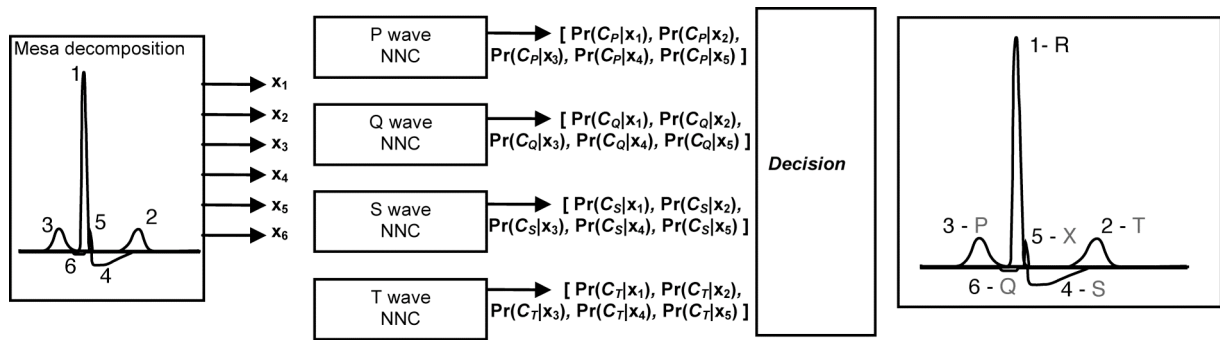 Mesa decomposition
1
3
5
2
6
4
x1
x2
x3
x4
x5
x6
P wave
NNC
[ Pr(CP|x1), Pr(CP|x2),
Pr(CP|x3), Pr(CP|x4), Pr(CP|x5) ]
Q wave
NNC
[ Pr(CQ|x1), Pr(CQ|x2),
Pr(CQ|x3), Pr(CQ|x4), Pr(CQ|x5) ]
S wave
NNC
[ Pr(CS|x1), Pr(CS|x2),
Pr(CS|x3), Pr(CS|x4), Pr(CS|x5) ]
T wave
NNC
[ Pr(CT|x1), Pr(CT|x2),
Pr(CT|x3), Pr(CT|x4), Pr(CT|x5) ]
Decision
1- R
3 - P
5 - X
2 - T
6 - Q
4 - S